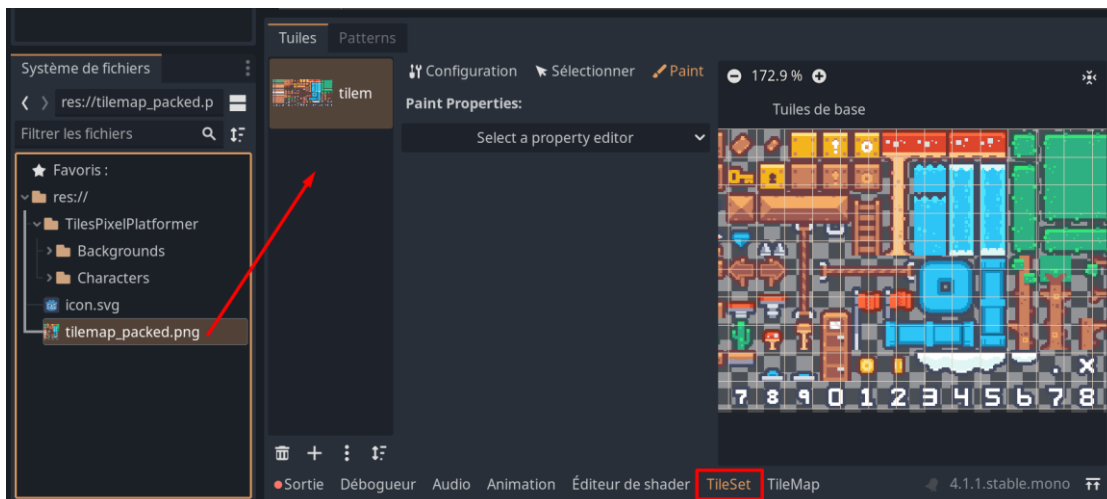 Tuiles Patterns
Système de fichiers
res://tilemap_packed.p
Filtrer les fichiers
Favoris :
res://
TilesPixelPlatformer
Backgrounds
Characters
icon.svg
tilemap_packed.png
tilem
Configuration Sélectionner Paint
Paint Properties:
Select a property editor
172.9 %
Tuiles de base
7 8 9 0 1 2 3 4 5 6 7 8
Sortie Débogueur Audio Animation Éditeur de shader TileSet TileMap 4.1.1.stable.mono